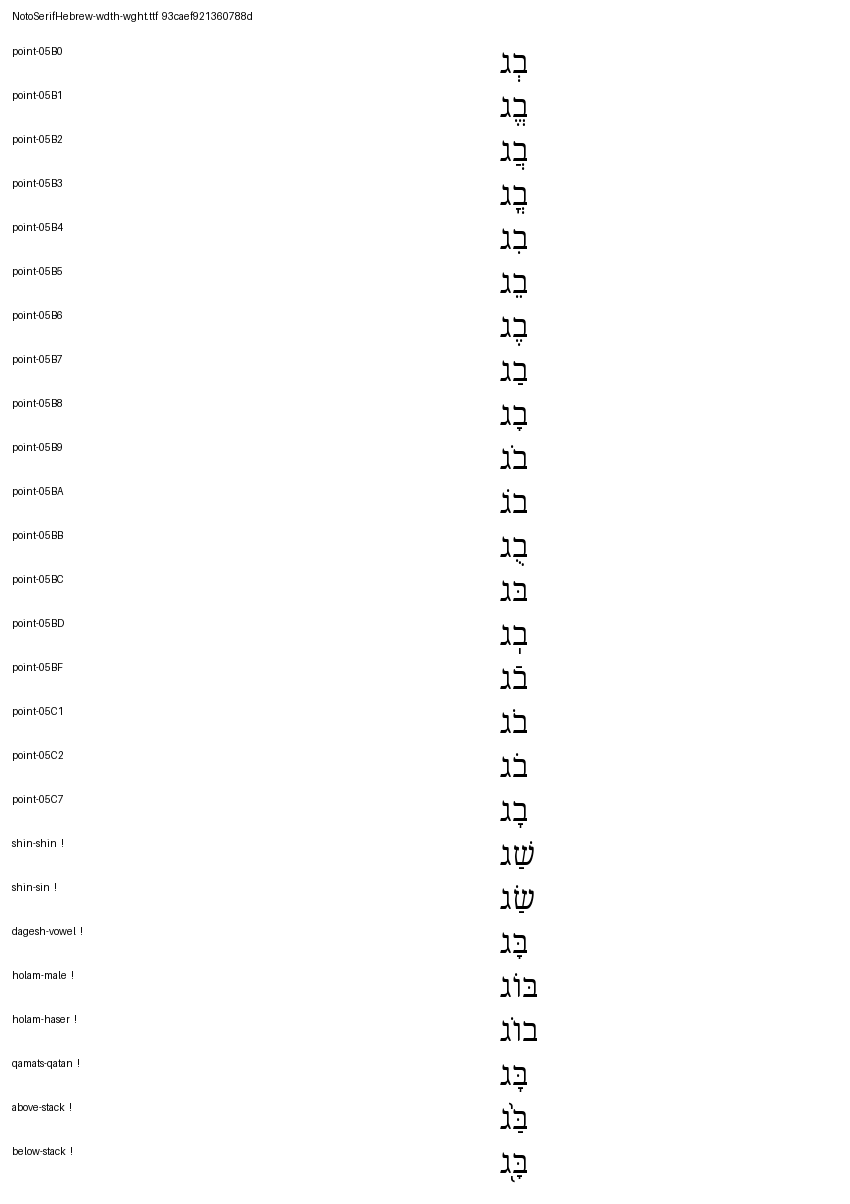 NotoSerifHebrew-wdth-wght.ttf 93caef921360788d
point-05B0 בְג
point-05B1 בֱג
point-05B2 בֲג
point-05B3 בֳג
point-05B4 בִג
point-05B5 בֵג
point-05B6 בֶג
point-05B7 בַג
point-05B8 בָג
point-05B9 בֹג
point-05BA בֺג
point-05BB בֻג
point-05BC בּג
point-05BD בֽג
point-05BF בֿג
point-05C1 בׁג
point-05C2 בׂג
point-05C7 בׇג
shin-shin ! שַׁג
shin-sin ! שַׂג
dagesh-vowel ! בָּג
holam-male ! בּוֹג
holam-haser ! בוֺג
qamats-qatan ! בׇּג
above-stack ! בַֹּ֙ג
below-stack ! בָּ֖ג